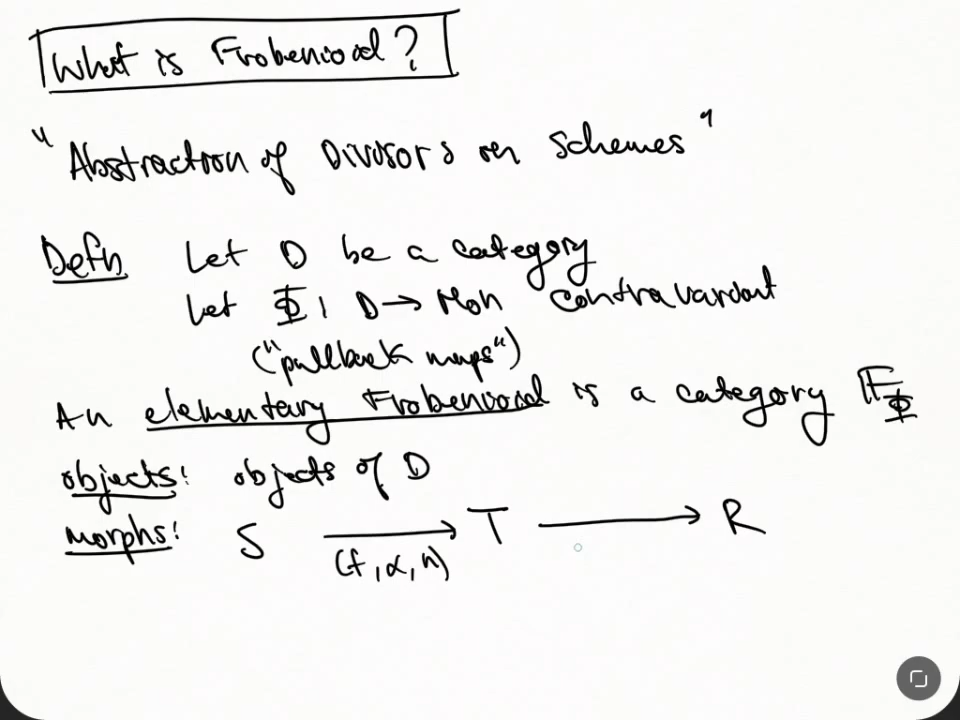 What is Frobenioid?
"Abstraction of Divisors on Schemes"
Defn Let D be a category
Let Φ: D → Mon contravariant
("pullback maps")
An elementary Frobenioid is a category 𝔽_Φ
objects: objects of D
morphs: S → T → R
(f, α, n)